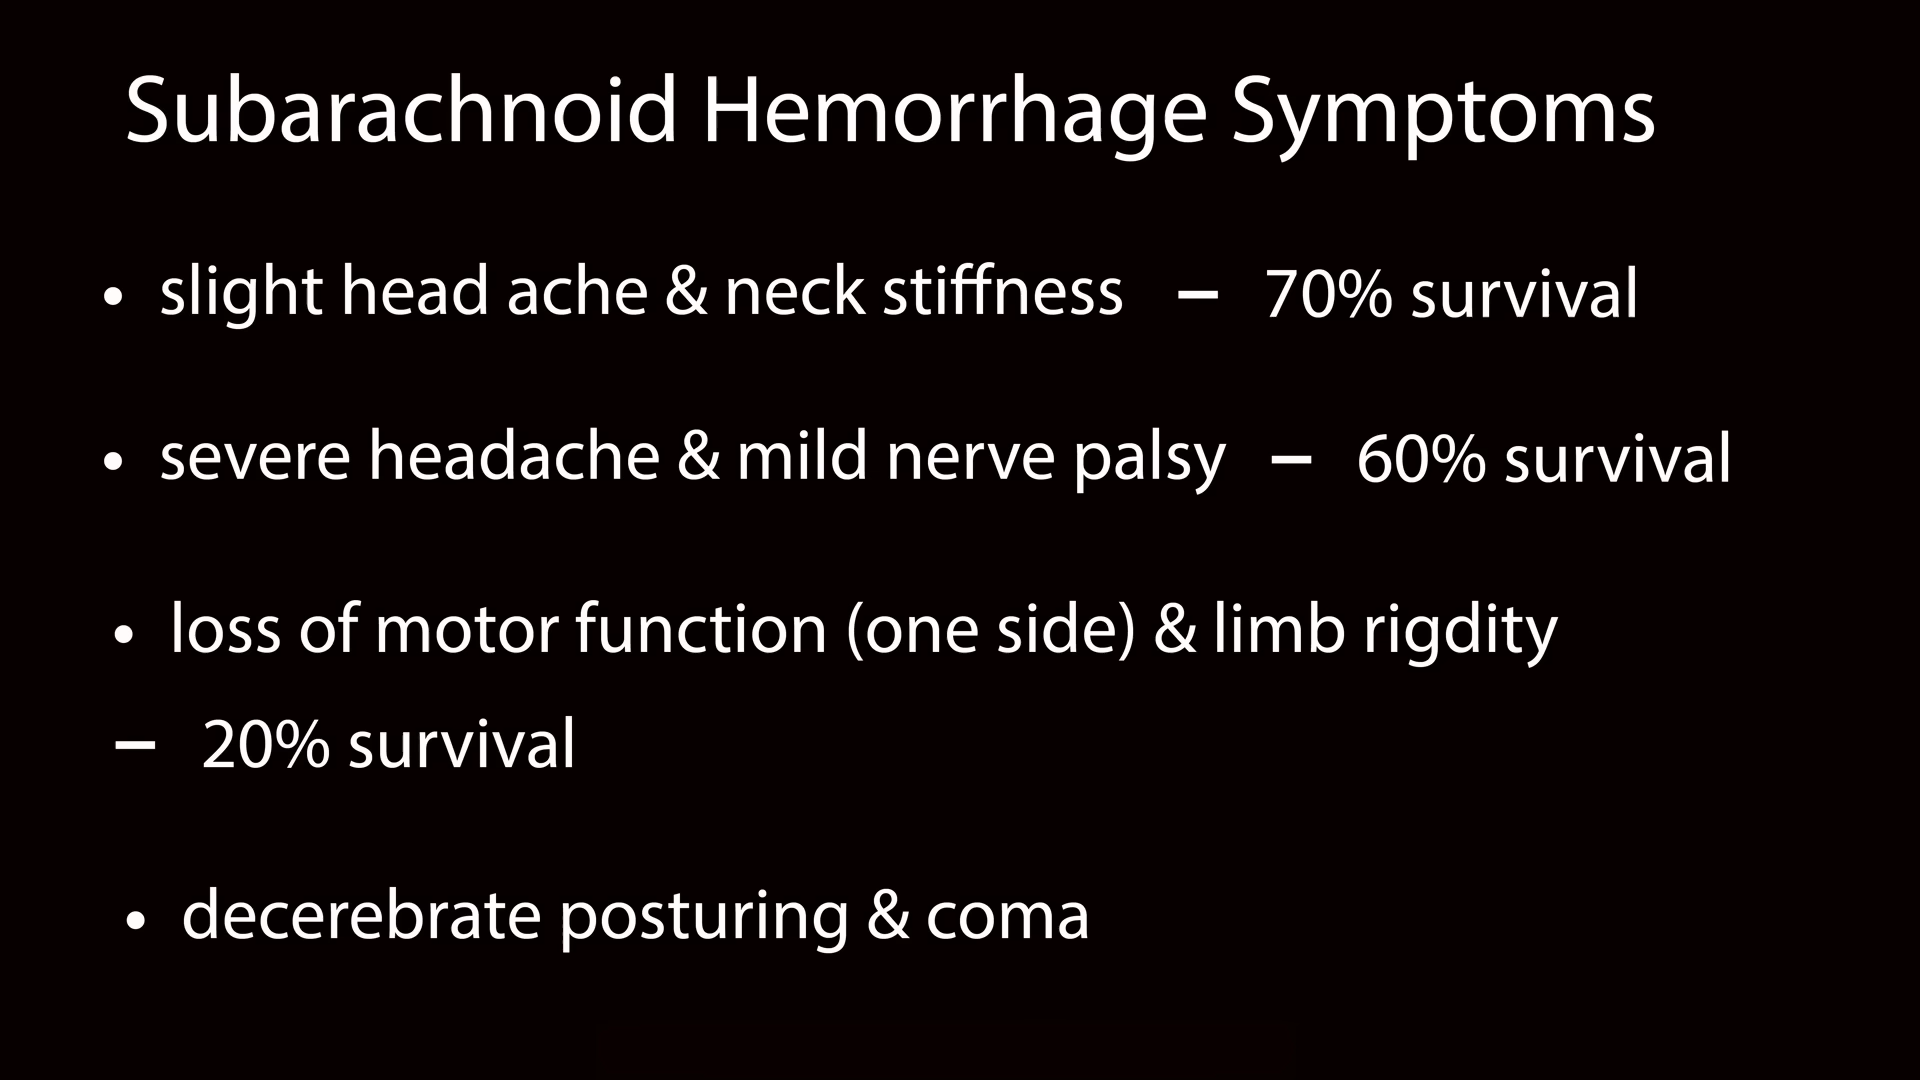 Subarachnoid Hemorrhage Symptoms
• slight head ache & neck stiffness – 70% survival
• severe headache & mild nerve palsy – 60% survival
• loss of motor function (one side) & limb rigdity
– 20% survival
• decerebrate posturing & coma